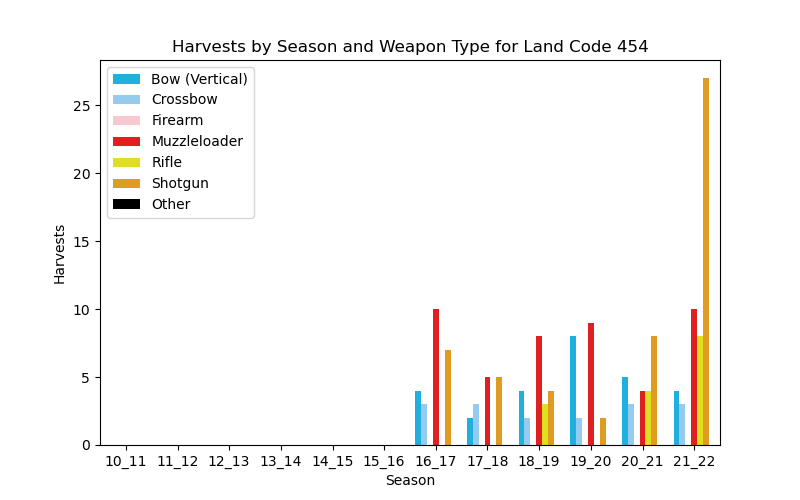 Harvests by Season and Weapon Type for Land Code 454
Bow (Vertical)
Crossbow
Firearm
Muzzleloader
Rifle
Shotgun
Other
Harvests
25
20
15
10
5
0
10_11 11_12 12_13 13_14 14_15 15_16 16_17 17_18 18_19 19_20 20_21 21_22
Season